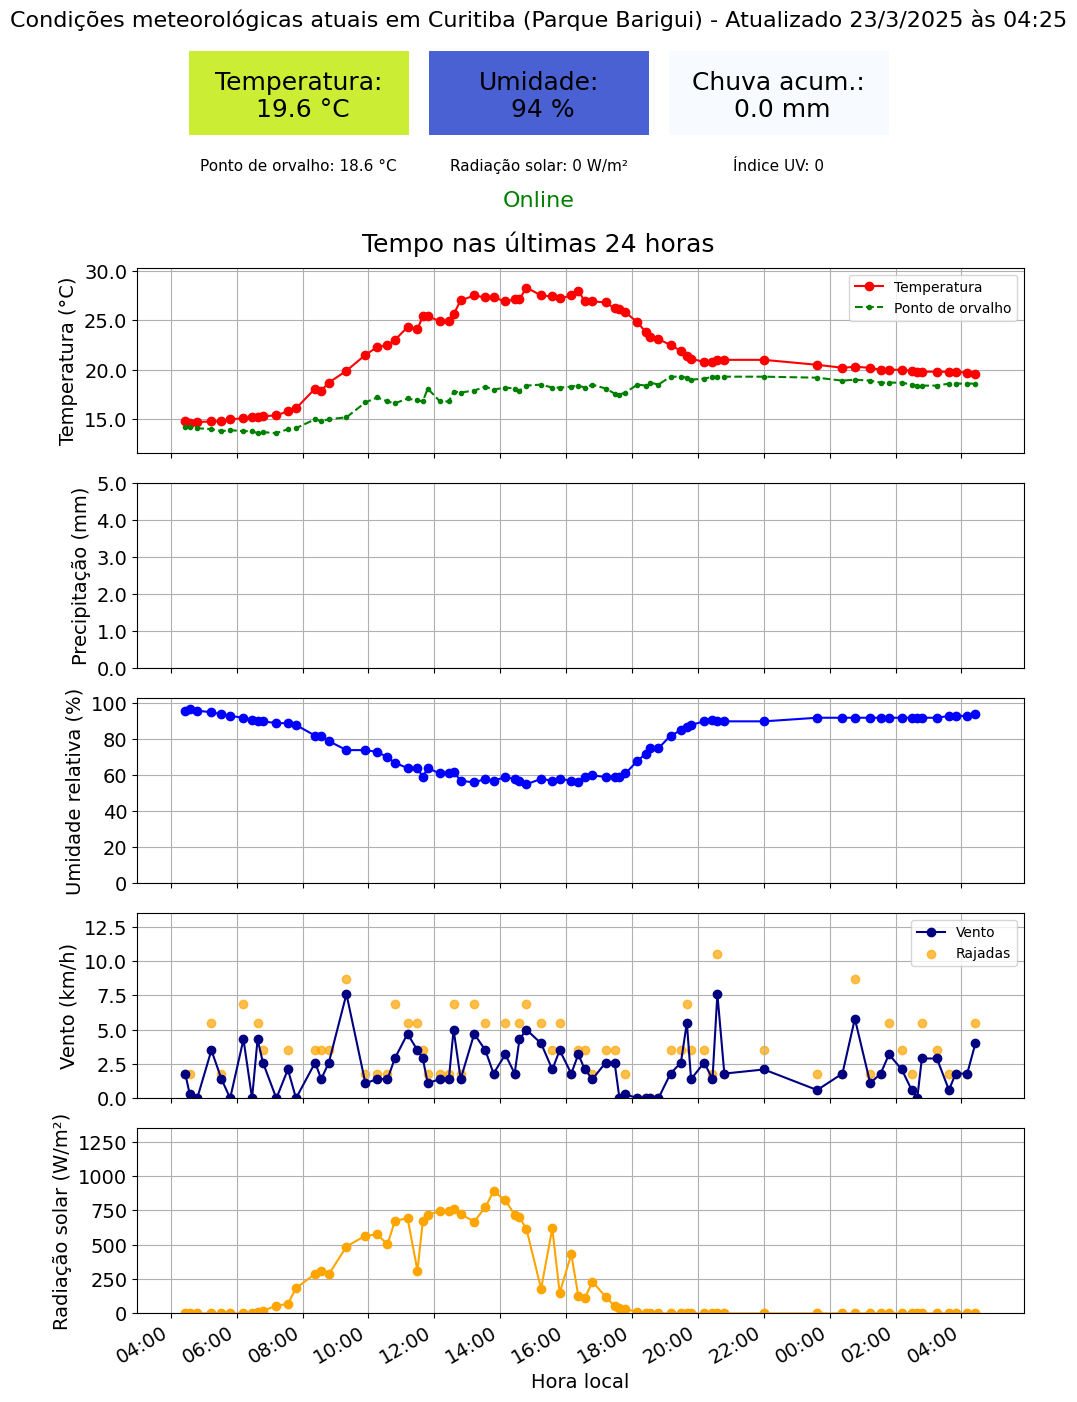 Condições meteorológicas atuais em Curitiba (Parque Barigui) - Atualizado 23/3/2025 às 04:25
Temperatura:
19.6 °C
Umidade:
94 %
Chuva acum.:
0.0 mm
Ponto de orvalho: 18.6 °C
Radiação solar: 0 W/m²
Índice UV: 0
Online
Tempo nas últimas 24 horas
Temperatura (°C)
30.0
25.0
20.0
15.0
Temperatura
Ponto de orvalho
Precipitação (mm)
5.0
4.0
3.0
2.0
1.0
0.0
Umidade relativa (%)
100
80
60
40
20
0
Vento (km/h)
12.5
10.0
7.5
5.0
2.5
0.0
Vento
Rajadas
Radiação solar (W/m²)
1250
1000
750
500
250
0
04:00
06:00
08:00
10:00
12:00
14:00
16:00
18:00
20:00
22:00
00:00
02:00
04:00
Hora local